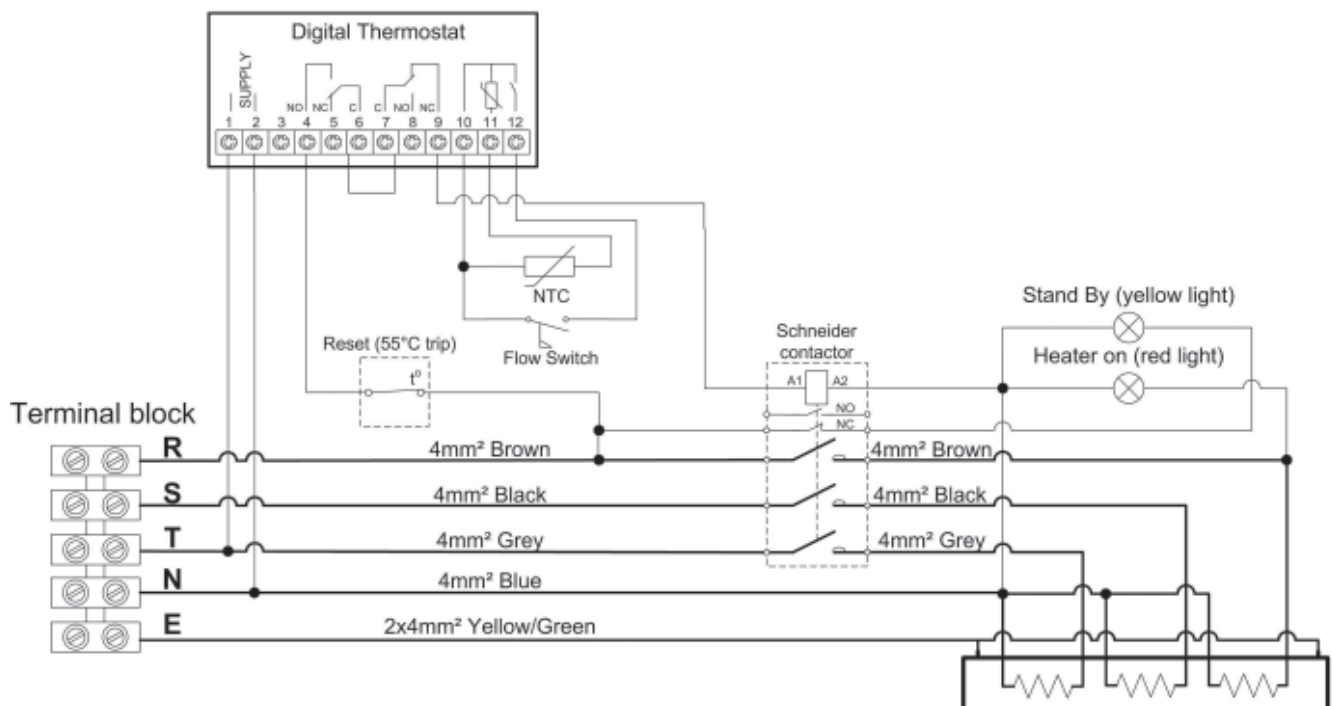 Digital Thermostat
SUPPLY
NO NC C C NO NC
1 2 3 4 5 6 7 8 9 10 11 12
NTC
Flow Switch
Reset (55°C trip)
t⁰
Stand By (yellow light)
Heater on (red light)
Schneider
contactor
A1 A2
NO
NC
Terminal block
R 4mm² Brown 4mm² Brown
S 4mm² Black 4mm² Black
T 4mm² Grey 4mm² Grey
N 4mm² Blue
E 2x4mm² Yellow/Green